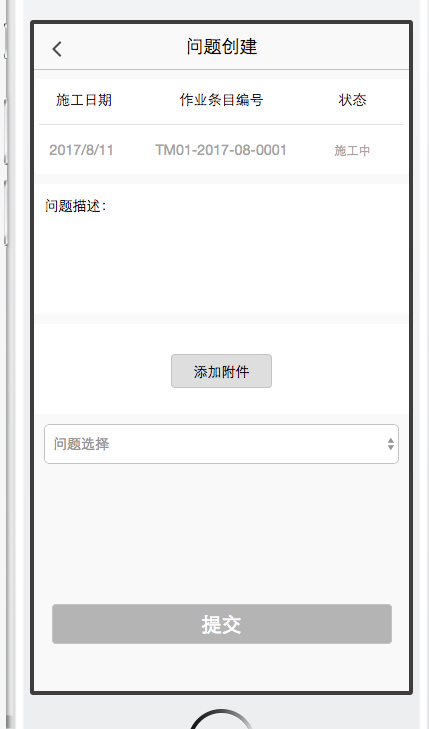 问题创建
施工日期 作业条目编号 状态
2017/8/11 TM01-2017-08-0001 施工中
问题描述：
添加附件
问题选择
提交